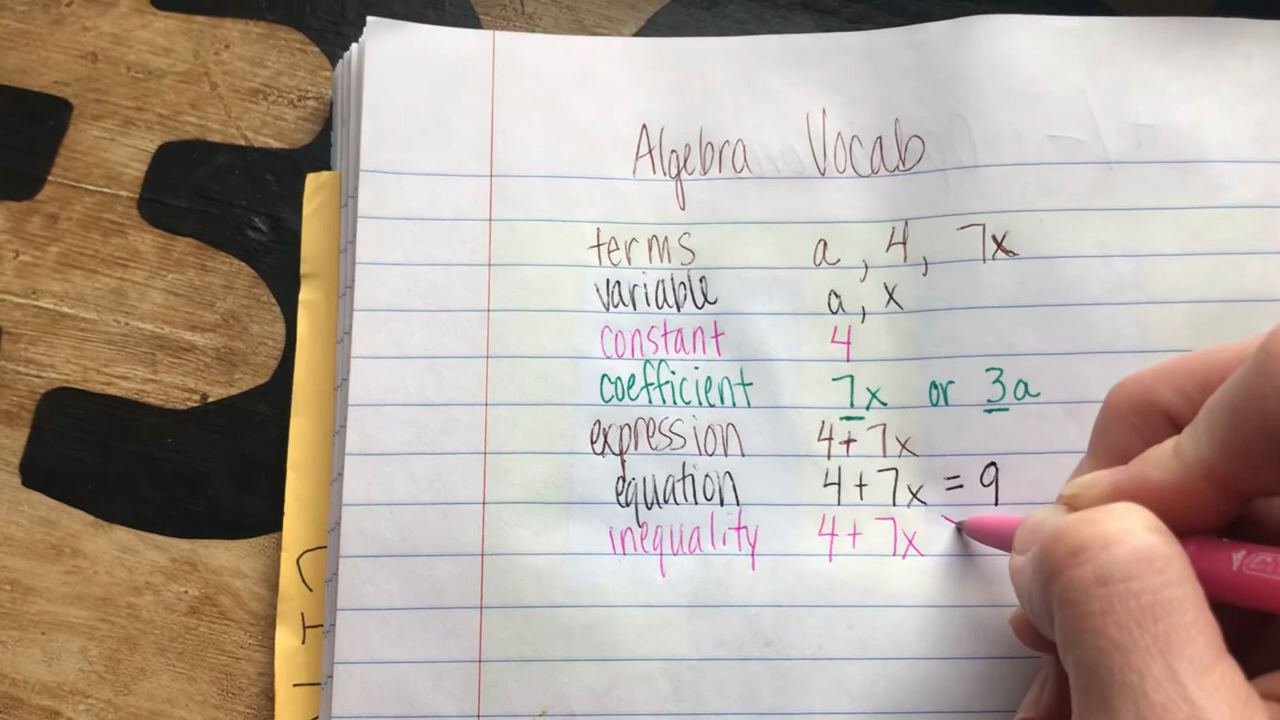 Algebra Vocab
terms a, 4, 7x
variable a, x
constant 4
coefficient 7x or 3a
expression 4+7x
equation 4+7x = 9
inequality 4+7x